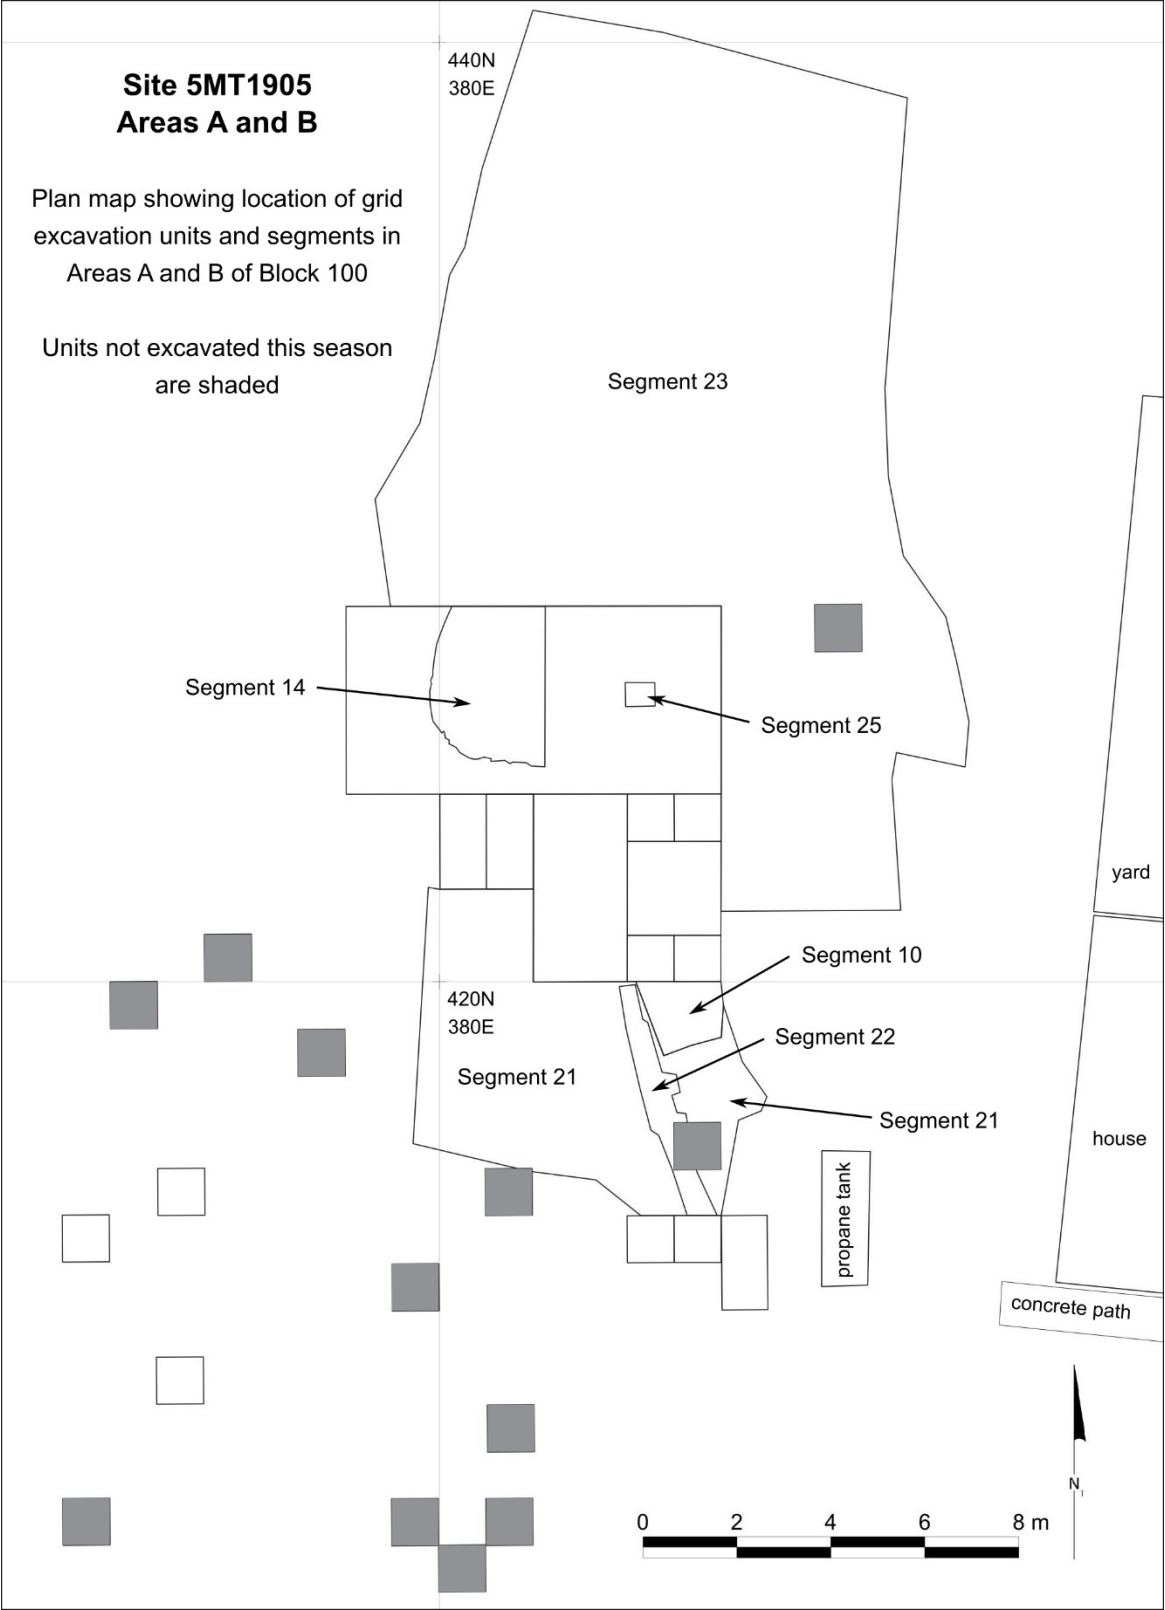 Site 5MT1905
Areas A and B
Plan map showing location of grid
excavation units and segments in
Areas A and B of Block 100
Units not excavated this season
are shaded
440N
380E
Segment 23
Segment 14
Segment 25
yard
Segment 10
420N
380E
Segment 22
Segment 21
Segment 21
house
propane tank
concrete path
N
0 2 4 6 8 m